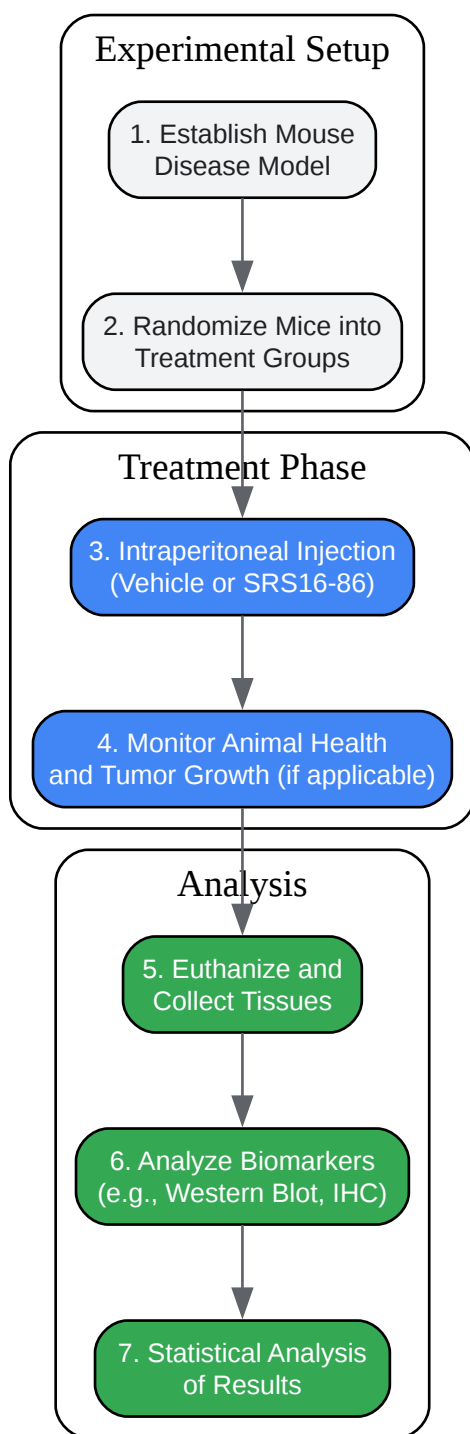 Experimental Setup
1. Establish Mouse
Disease Model
2. Randomize Mice into
Treatment Groups
Treatment Phase
3. Intraperitoneal Injection
(Vehicle or SRS16-86)
4. Monitor Animal Health
and Tumor Growth (if applicable)
Analysis
5. Euthanize and
Collect Tissues
6. Analyze Biomarkers
(e.g., Western Blot, IHC)
7. Statistical Analysis
of Results